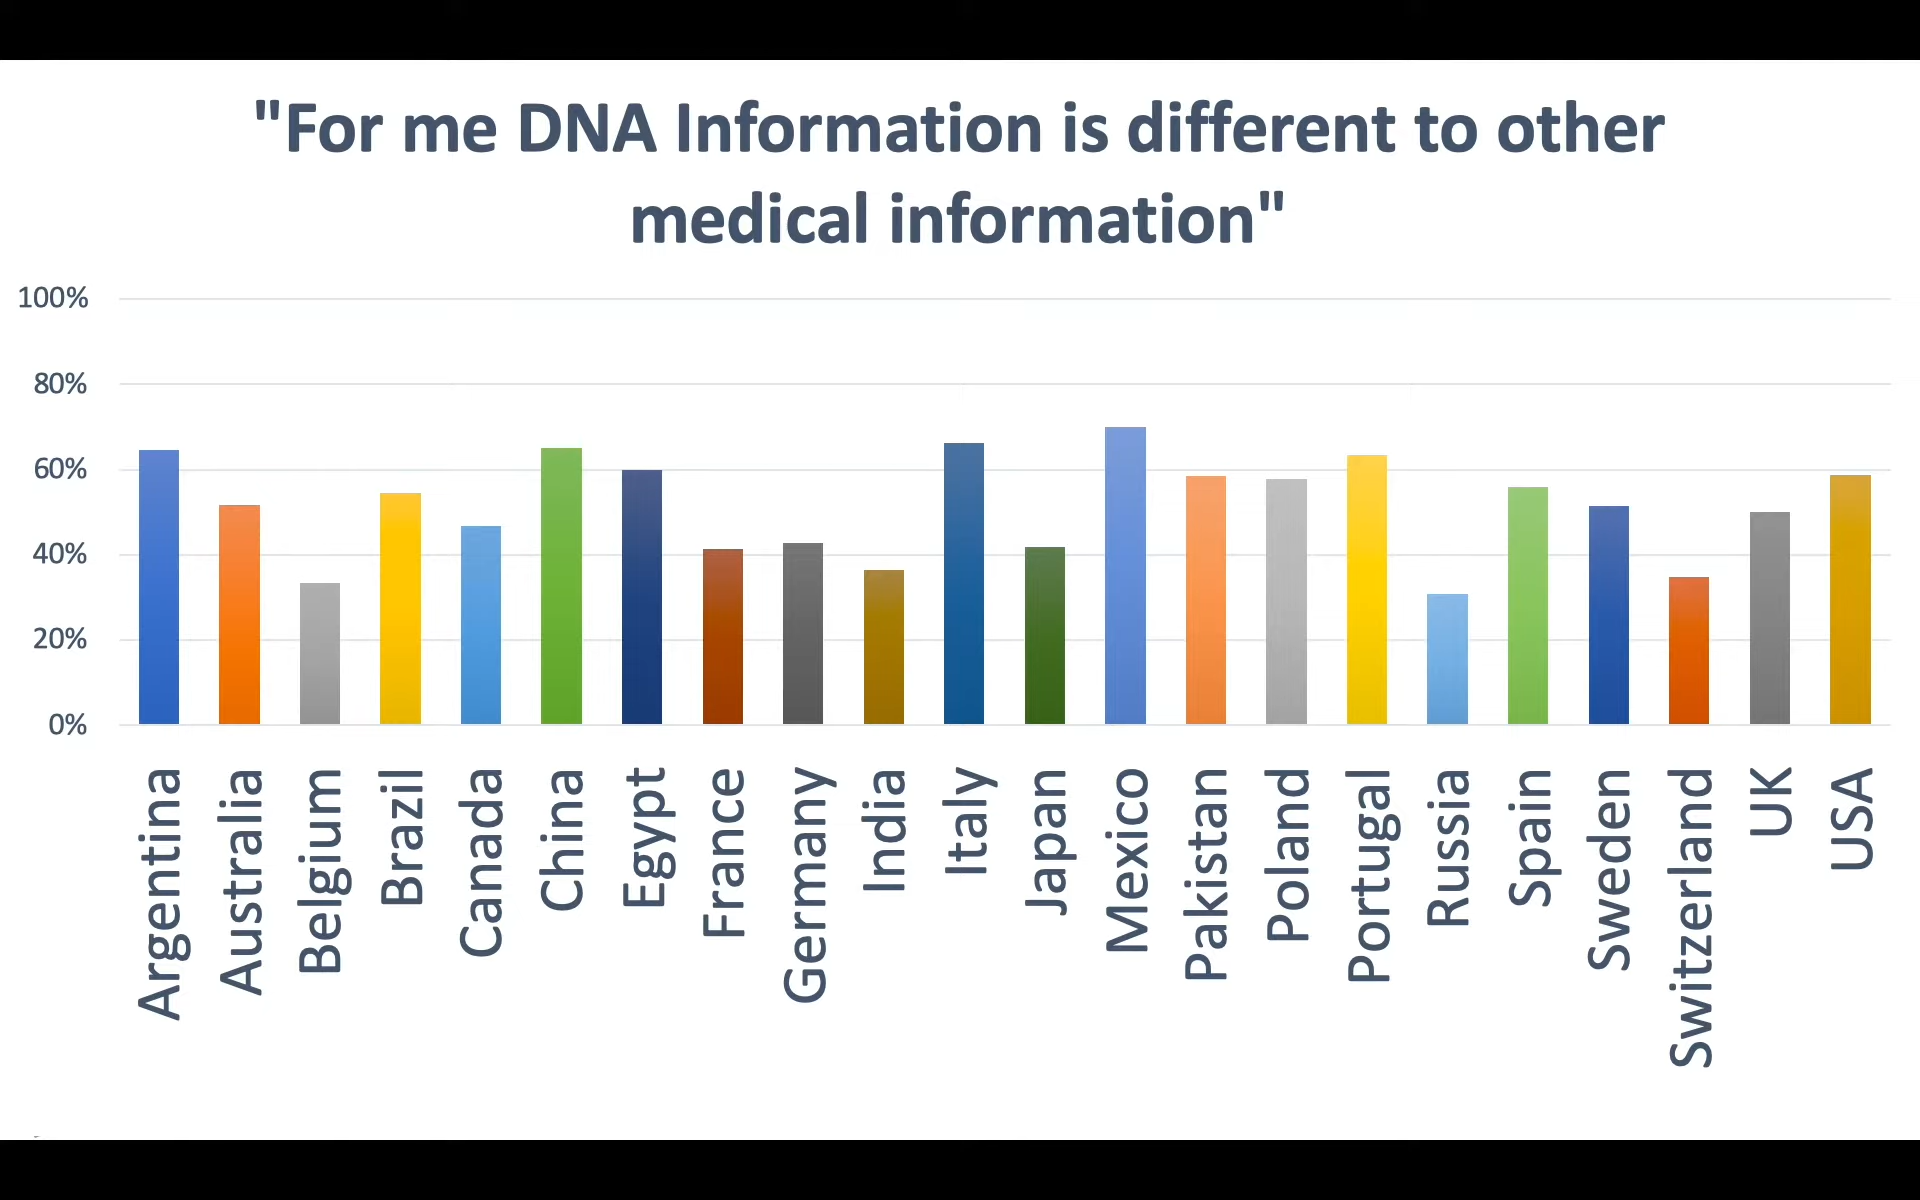 "For me DNA Information is different to other
medical information"
100%
80%
60%
40%
20%
0%
Argentina
Australia
Belgium
Brazil
Canada
China
Egypt
France
Germany
India
Italy
Japan
Mexico
Pakistan
Poland
Portugal
Russia
Spain
Sweden
Switzerland
UK
USA